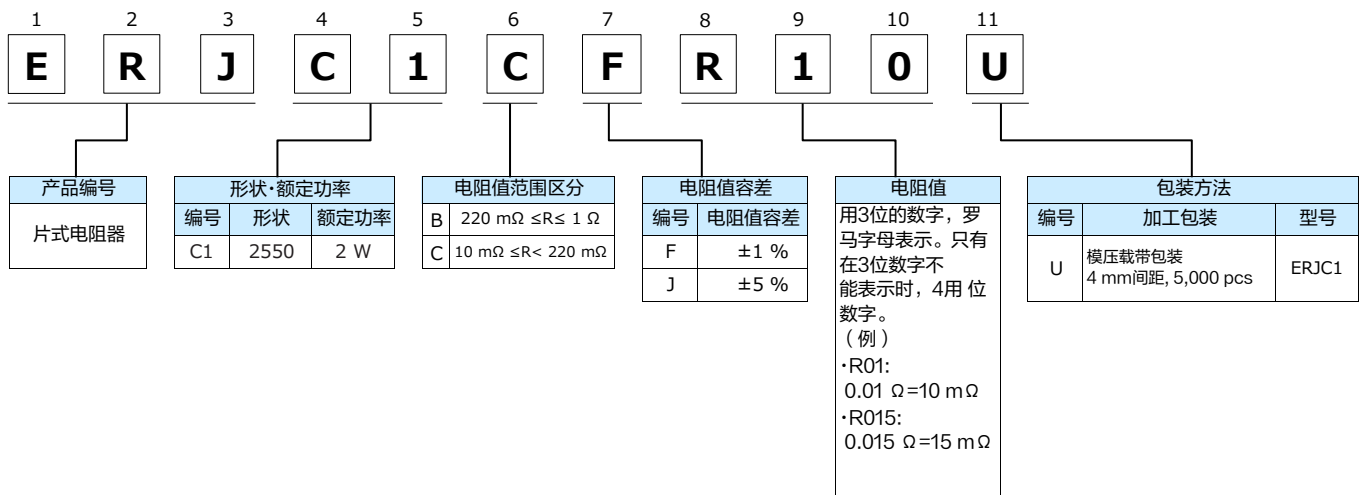 1 2 3 4 5 6 7 8 9 10 11
E R J C 1 C F R 1 0 U
产品编号
片式电阻器
形状·额定功率
编号 形状 额定功率
C1 2550 2 W
电阻值范围区分
B 220 mΩ ≤R≤ 1 Ω
C 10 mΩ ≤R< 220 mΩ
电阻值容差
编号 电阻值容差
F ±1 %
J ±5 %
电阻值
用3位的数字，罗
马字母表示。只有
在3位数字不
能表示时，4用 位
数字。
（例）
·R01:
0.01 Ω=10 mΩ
·R015:
0.015 Ω=15 mΩ
包装方法
编号 加工包装 型号
U 模压载带包装 ERJC1
4 mm间距, 5,000 pcs